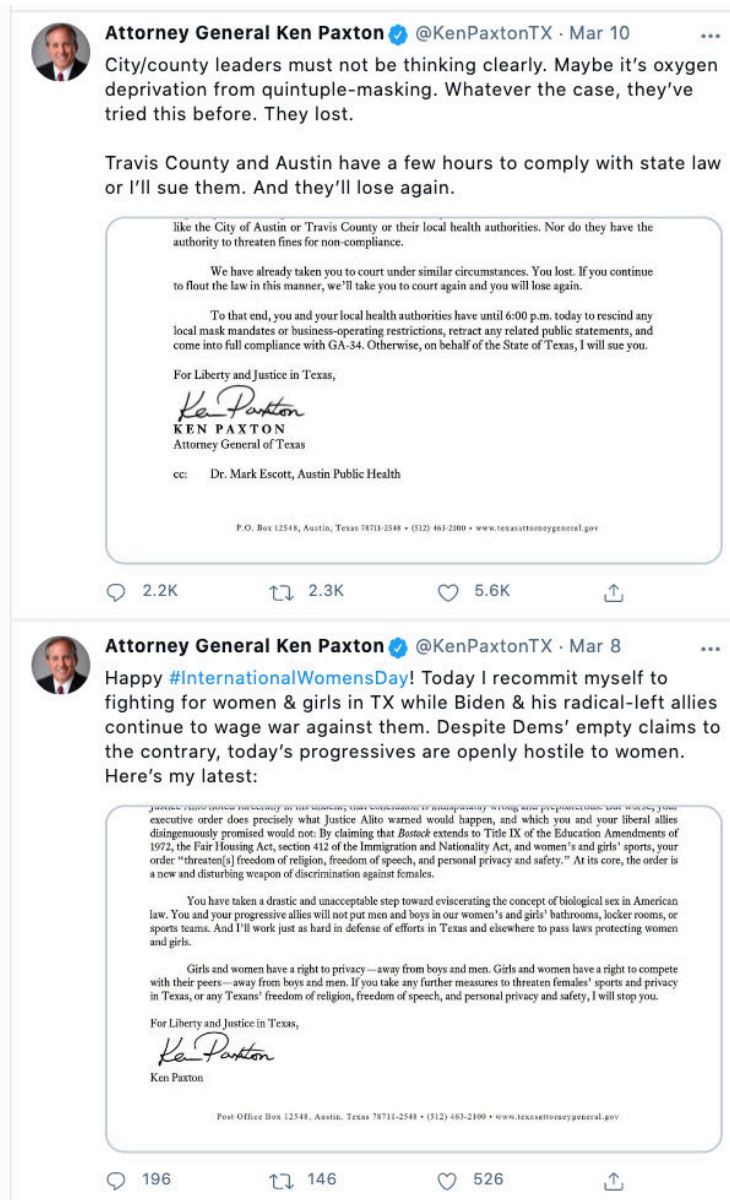 Attorney General Ken Paxton @KenPaxtonTX · Mar 10
City/county leaders must not be thinking clearly. Maybe it's oxygen
deprivation from quintuple-masking. Whatever the case, they've
tried this before. They lost.
Travis County and Austin have a few hours to comply with state law
or I'll sue them. And they'll lose again.
like the City of Austin or Travis County or their local health authorities. Nor do they have the
authority to threaten fines for non-compliance.
We have already taken you to court under similar circumstances. You lost. If you continue
to flout the law in this manner, we'll take you to court again and you will lose again.
To that end, you and your local health authorities have until 6:00 p.m. today to rescind any
local mask mandates or business-operating restrictions, retract any related public statements, and
come into full compliance with GA-34. Otherwise, on behalf of the State of Texas, I will sue you.
For Liberty and Justice in Texas,
Ken Paxton
KEN PAXTON
Attorney General of Texas
cc: Dr. Mark Escott, Austin Public Health
P.O. Box 12548, Austin, Texas 78711-2548 • (512) 463-2100 • www.texasattorneygeneral.gov
2.2K 2.3K 5.6K
Attorney General Ken Paxton @KenPaxtonTX · Mar 8
Happy #InternationalWomensDay! Today I recommit myself to
fighting for women & girls in TX while Biden & his radical-left allies
continue to wage war against them. Despite Dems' empty claims to
the contrary, today's progressives are openly hostile to women.
Here's my latest:
executive order does precisely what Justice Alito warned would happen, and which you and your liberal allies
disingenuously promised would not: By claiming that Bostock extends to Title IX of the Education Amendments of
1972, the Fair Housing Act, section 412 of the Immigration and Nationality Act, and women's and girls' sports, your
order "threaten[s] freedom of religion, freedom of speech, and personal privacy and safety." At its core, the order is
a new and disturbing weapon of discrimination against females.
You have taken a drastic and unacceptable step toward eviscerating the concept of biological sex in American
law. You and your progressive allies will not put men and boys in our women's and girls' bathrooms, locker rooms, or
sports teams. And I'll work just as hard in defense of efforts in Texas and elsewhere to pass laws protecting women
and girls.
Girls and women have a right to privacy—away from boys and men. Girls and women have a right to compete
with their peers—away from boys and men. If you take any further measures to threaten females' sports and privacy
in Texas, or any Texans' freedom of religion, freedom of speech, and personal privacy and safety, I will stop you.
For Liberty and Justice in Texas,
Ken Paxton
Ken Paxton
Post Office Box 12548, Austin, Texas 78711-2548 • (512) 463-2100 • www.texasattorneygeneral.gov
196 146 526